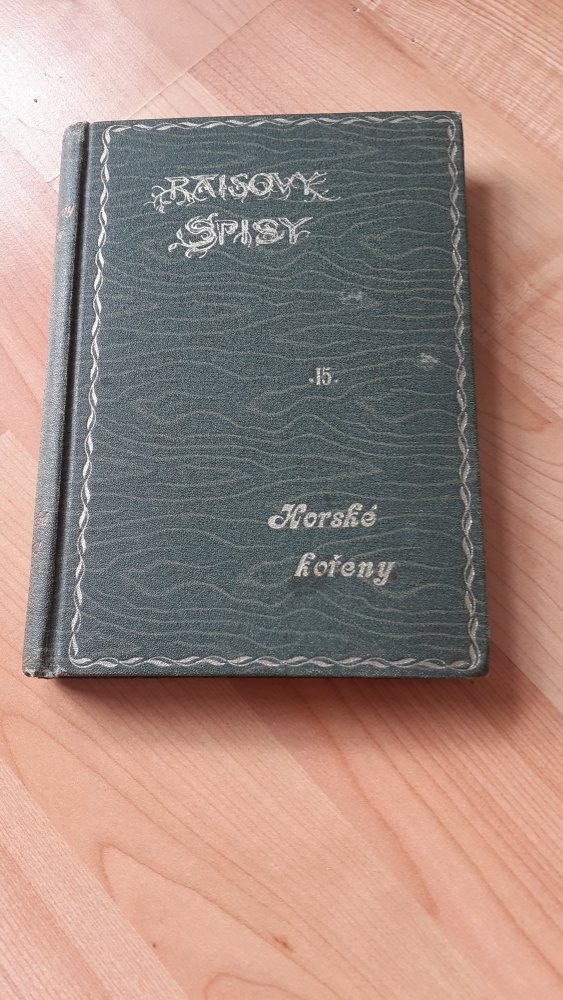 RAISOVY
SPISY
.15.
Horské
kořeny.